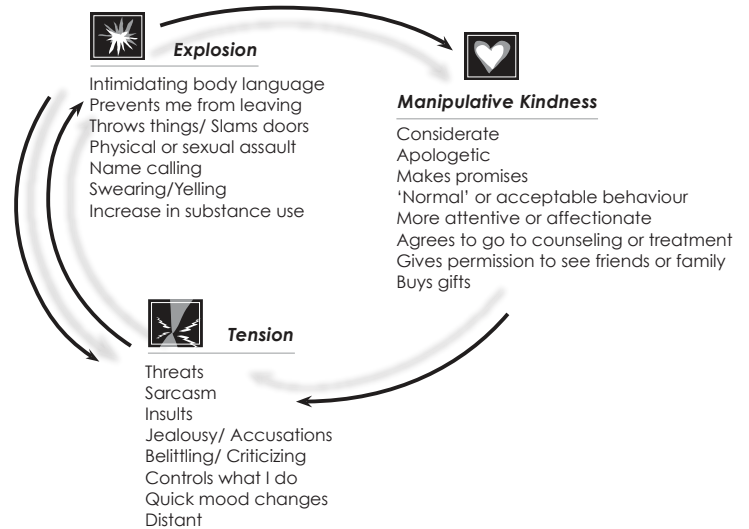 Explosion
Intimidating body language
Prevents me from leaving
Throws things/ Slams doors
Physical or sexual assault
Name calling
Swearing/Yelling
Increase in substance use
Manipulative Kindness
Considerate
Apologetic
Makes promises
‘Normal’ or acceptable behaviour
More attentive or affectionate
Agrees to go to counseling or treatment
Gives permission to see friends or family
Buys gifts
Tension
Threats
Sarcasm
Insults
Jealousy/ Accusations
Belittling/ Criticizing
Controls what I do
Quick mood changes
Distant